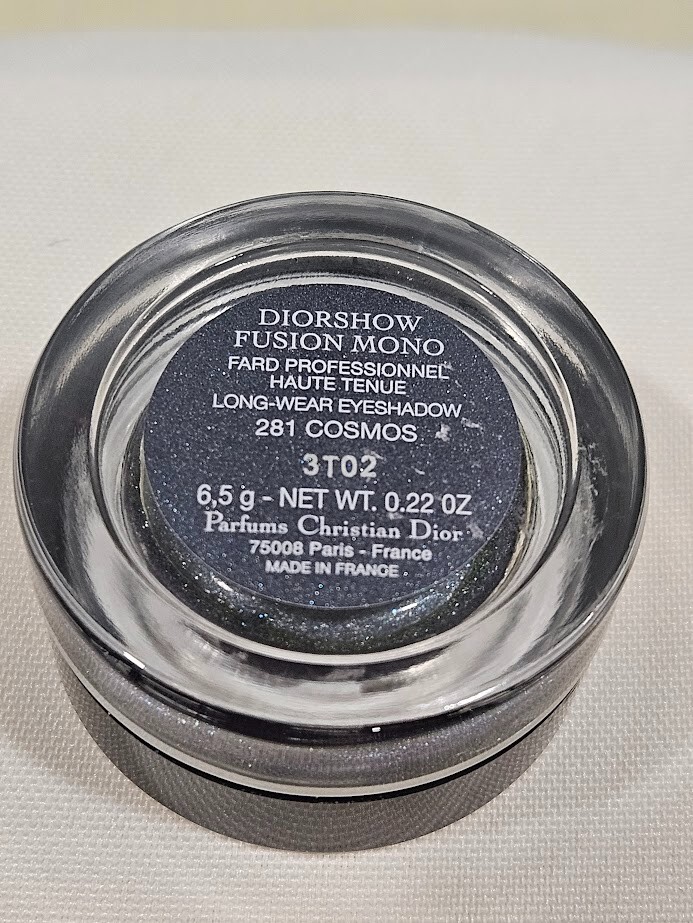 DIORSHOW
FUSION MONO
FARD PROFESSIONNEL
HAUTE TENUE
LONG-WEAR EYESHADOW
281 COSMOS
3T02
6,5 g - NET WT. 0.22 OZ
Parfums Christian Dior
75008 Paris - France
MADE IN FRANCE